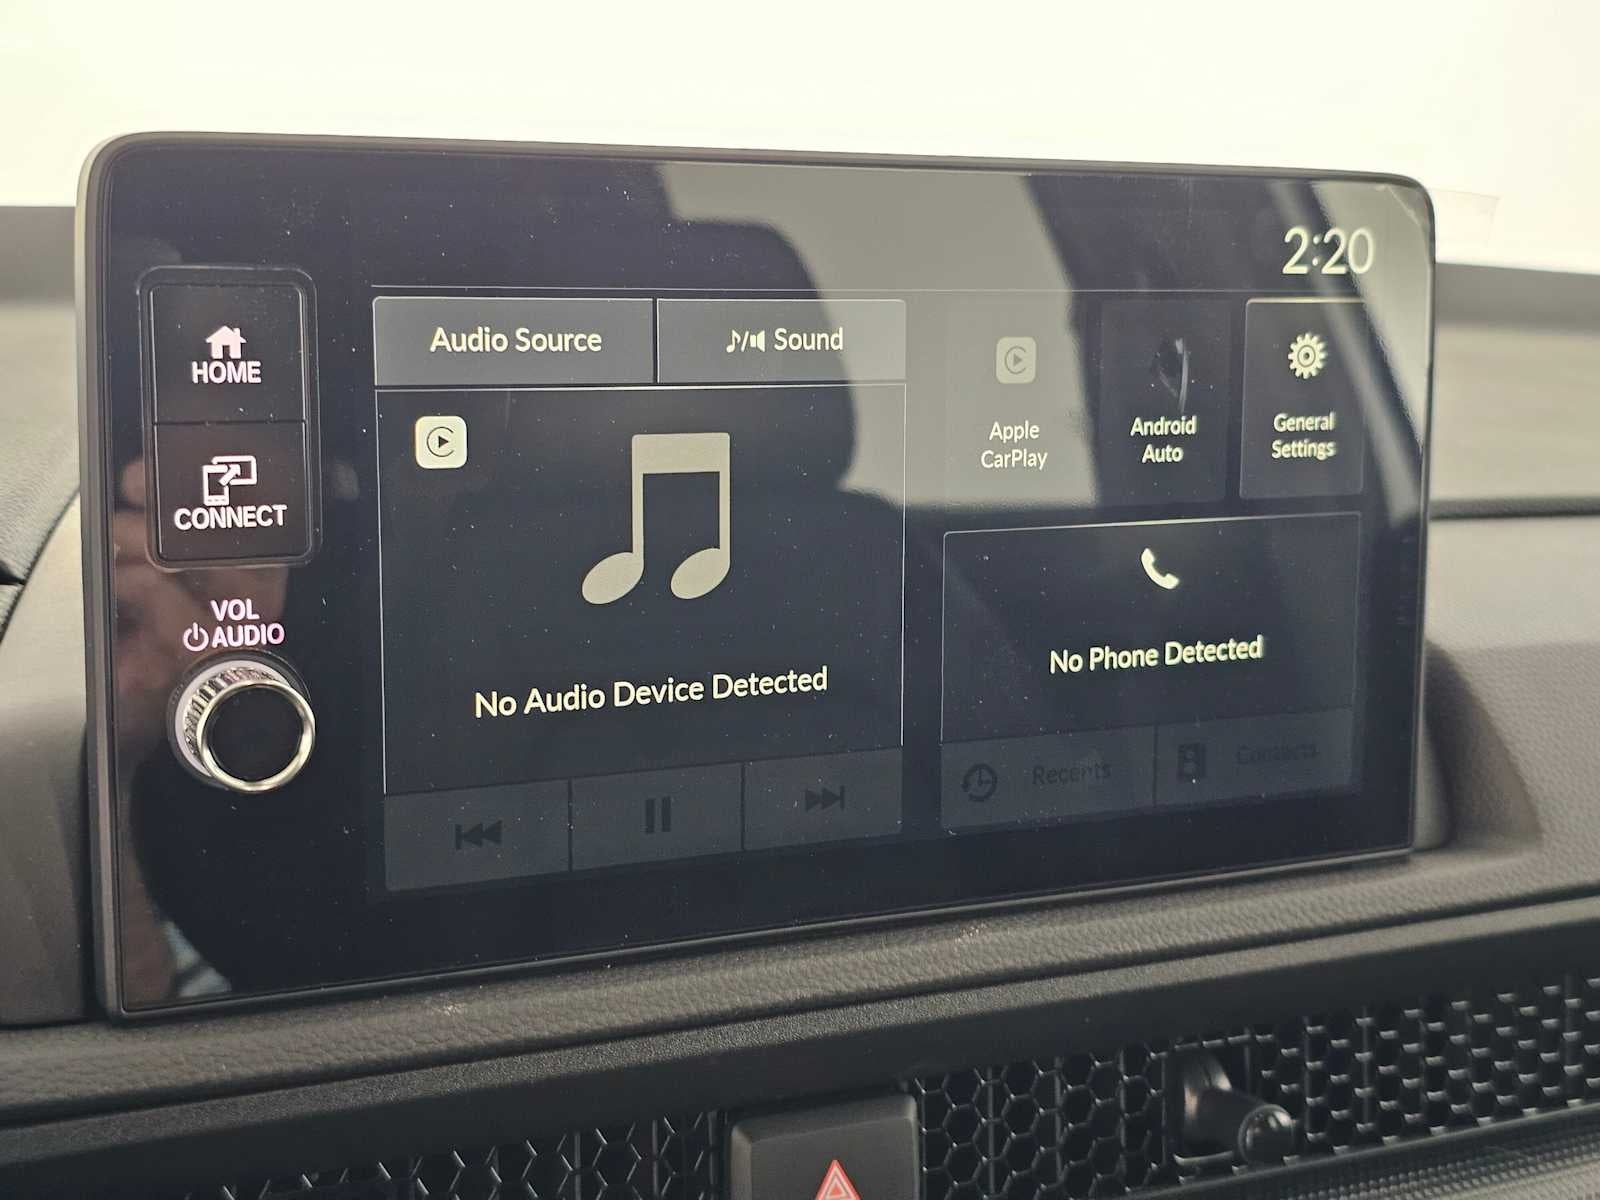 2:20
HOME
CONNECT
VOL
AUDIO
Audio Source
Sound
No Audio Device Detected
Apple
CarPlay
Android
Auto
General
Settings
No Phone Detected
Recents
Contacts